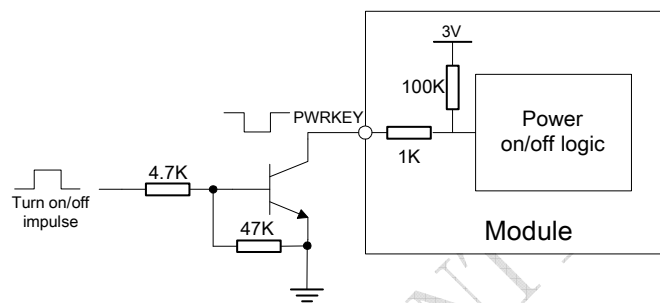 3V
100K
Power
on/off logic
PWRKEY
1K
4.7K
Turn on/off
impulse
47K
Module